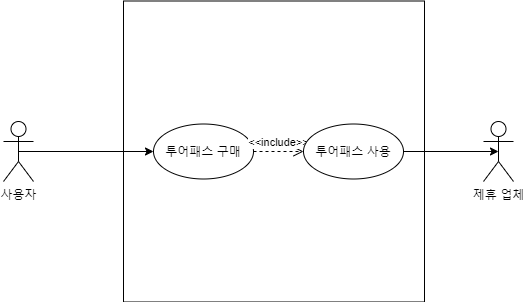 투어패스 구매
<<include>>
투어패스 사용
사용자
제휴 업체